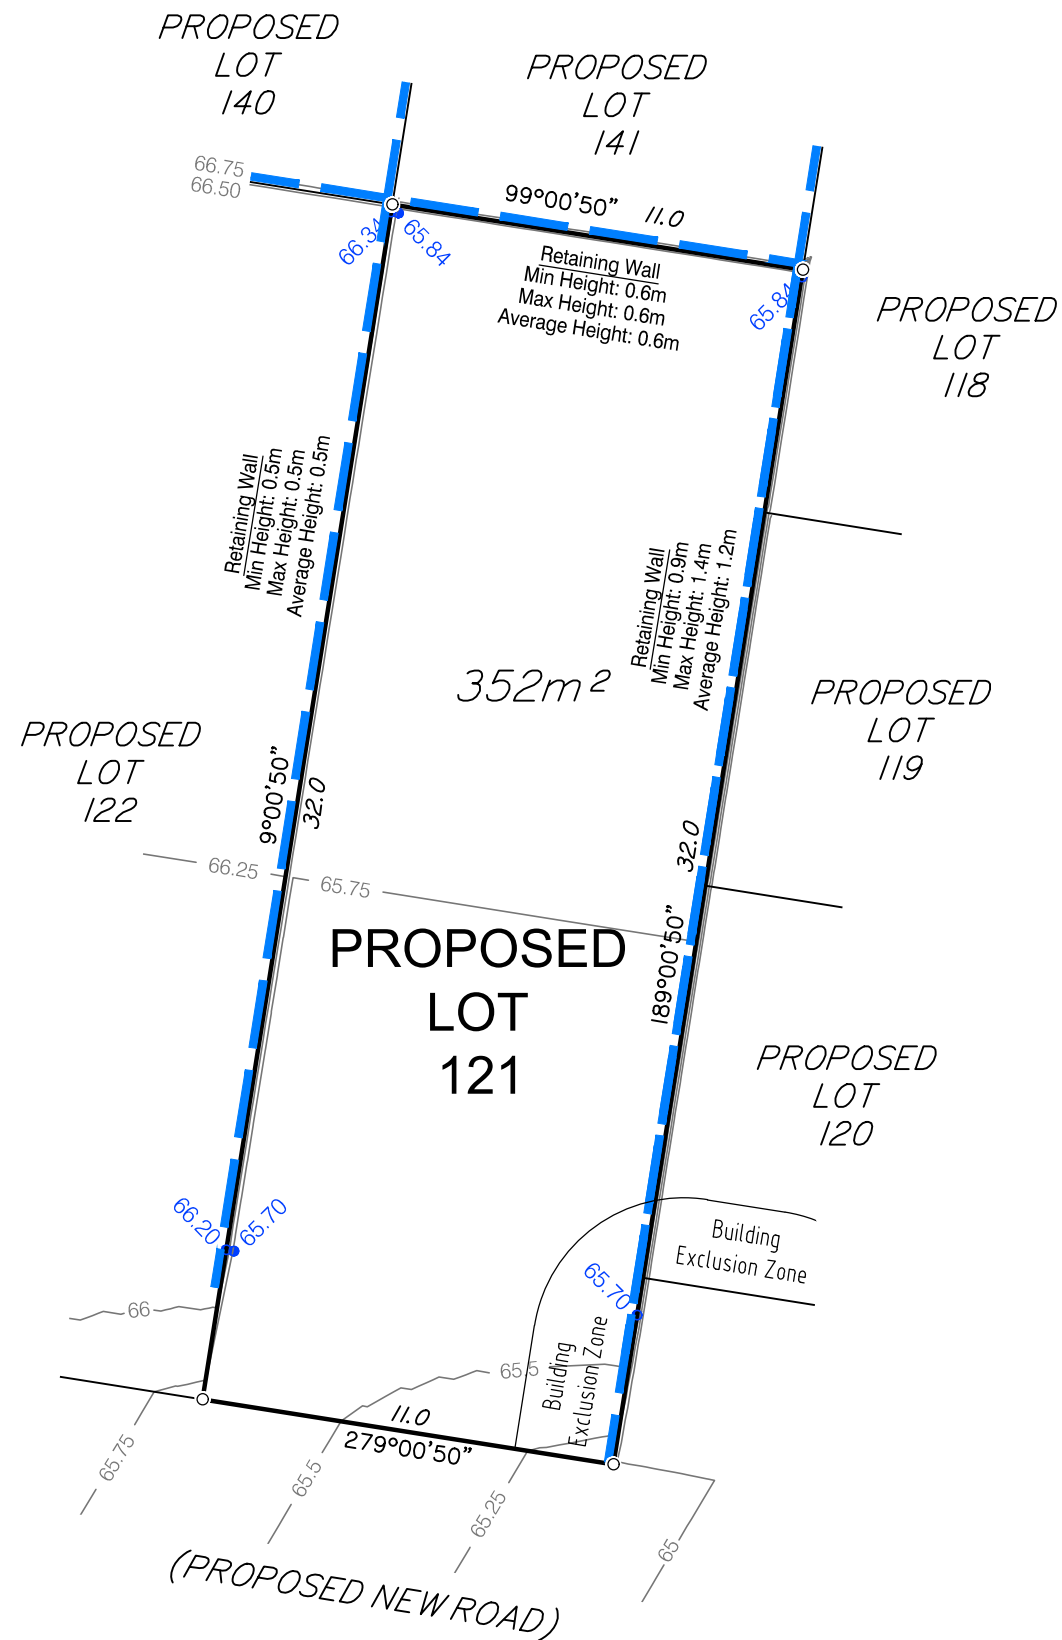 PROPOSED
LOT
140
PROPOSED
LOT
141
66.75
66.50
99°00'50"
11.0
66.34
65.84
Retaining Wall
Min Height: 0.6m
Max Height: 0.6m
Average Height: 0.6m
65.84
PROPOSED
LOT
118
Retaining Wall
Min Height: 0.5m
Max Height: 0.5m
Average Height: 0.5m
Retaining Wall
Min Height: 0.9m
Max Height: 1.4m
Average Height: 1.2m
352m²
PROPOSED
LOT
119
PROPOSED
LOT
122
9°00'50"
32.0
32.0
66.25
65.75
189°00'50"
PROPOSED
LOT
121
PROPOSED
LOT
120
66.20
65.70
Building
Exclusion Zone
65.70
66
65.5
Building
Exclusion Zone
11.0
279°00'50"
65.75
65.5
65.25
65
(PROPOSED NEW ROAD)